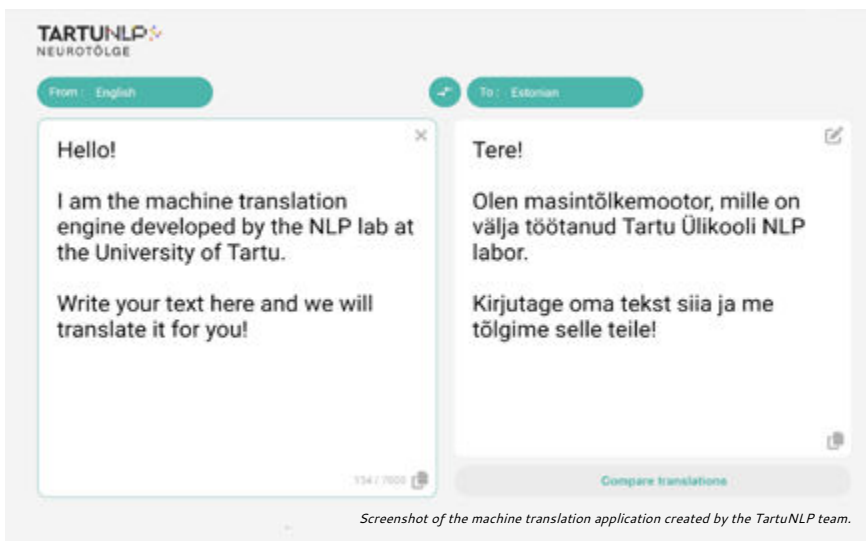 TARTUNLP
NEUROTÕLGE
From: English
To: Estonian
Hello!
I am the machine translation
engine developed by the NLP lab at
the University of Tartu.
Write your text here and we will
translate it for you!
Tere!
Olen masintõlkemootor, mille on
välja töötanud Tartu Ülikooli NLP
labor.
Kirjutage oma tekst siia ja me
tõlgime selle teile!
Compare translations
Screenshot of the machine translation application created by the TartuNLP team.